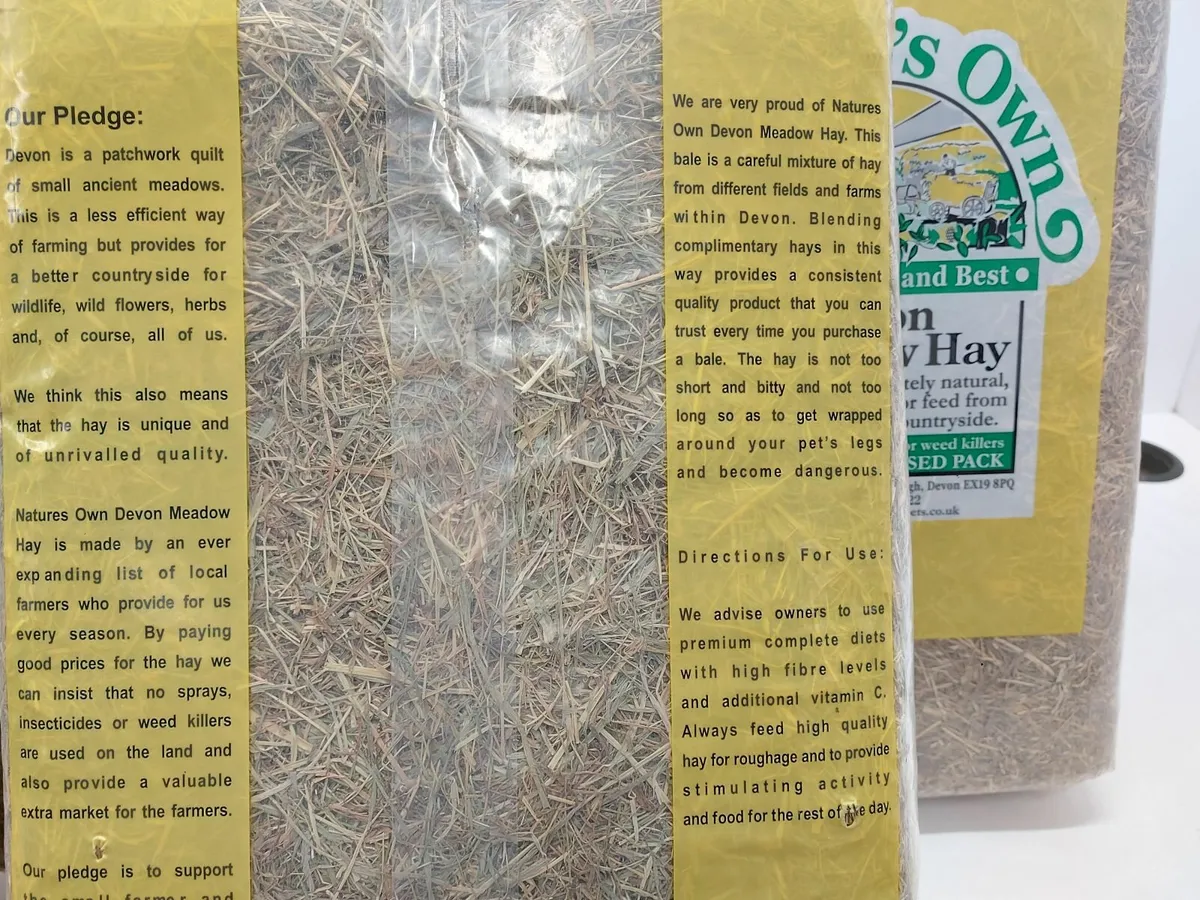 Our Pledge:
Devon is a patchwork quilt
of small ancient meadows.
This is a less efficient way
of farming but provides for
a better countryside for
wildlife, wild flowers, herbs
and, of course, all of us.
We think this also means
that the hay is unique and
of unrivalled quality.
Natures Own Devon Meadow
Hay is made by an ever
expanding list of local
farmers who provide for us
every season. By paying
good prices for the hay we
can insist that no sprays,
insecticides or weed killers
are used on the land and
also provide a valuable
extra market for the farmers.
Our pledge is to support
the small farmer and
We are very proud of Natures
Own Devon Meadow Hay. This
bale is a careful mixture of hay
from different fields and farms
within Devon. Blending
complimentary hays in this
way provides a consistent
quality product that you can
trust every time you purchase
a bale. The hay is not too
short and bitty and not too
long so as to get wrapped
around your pet's legs
and become dangerous.
Directions For Use:
We advise owners to use
premium complete diets
with high fibre levels
and additional vitamin C.
Always feed high quality
hay for roughage and to provide
stimulating activity
and food for the rest of the day.
's Own
and Best
on
w Hay
tely natural,
or feed from
untryside.
or weed killers
SED PACK
gh, Devon EX19 8PQ
22
ets.co.uk